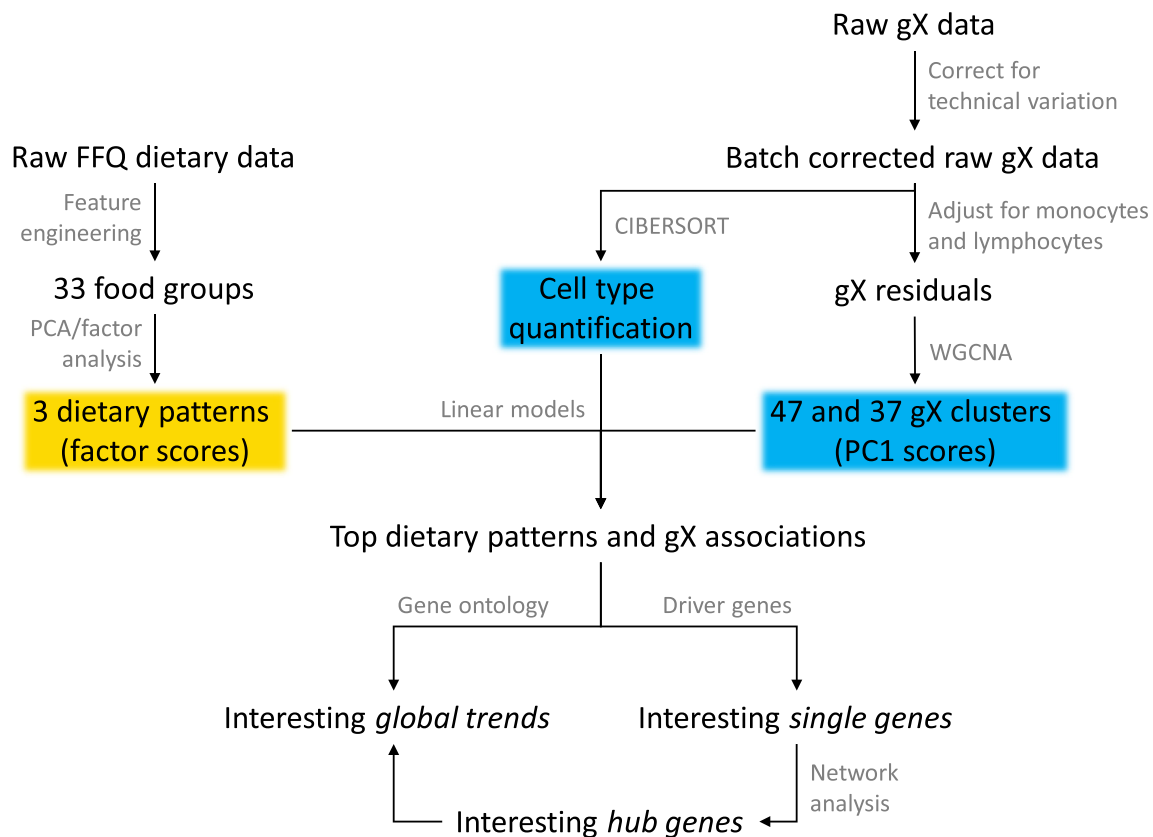 Raw gX data
Correct for
technical variation
Raw FFQ dietary data
Batch corrected raw gX data
Feature
engineering
CIBERSORT
Adjust for monocytes
and lymphocytes
33 food groups
Cell type
quantification
gX residuals
PCA/factor
analysis
WGCNA
3 dietary patterns
(factor scores)
Linear models
47 and 37 gX clusters
(PC1 scores)
Top dietary patterns and gX associations
Gene ontology
Driver genes
Interesting global trends
Interesting single genes
Network
analysis
Interesting hub genes